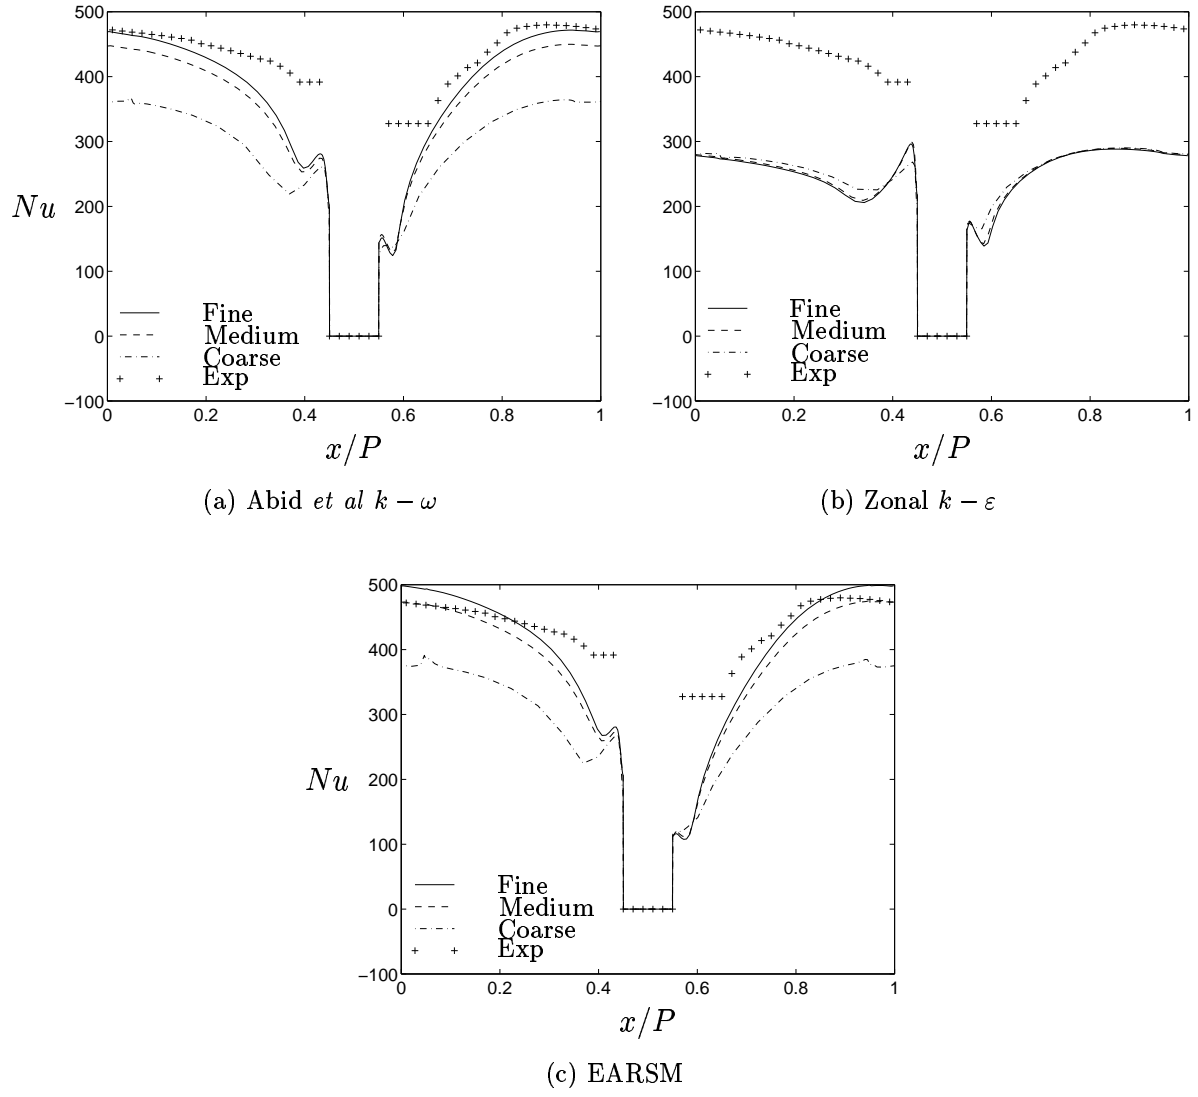 500
400
300
200
100
0
−100
Nu
Fine
Medium
Coarse
Exp
0 0.2 0.4 0.6 0.8 1
x/P
(a) Abid et al k − ω
500
400
300
200
100
0
−100
Fine
Medium
Coarse
Exp
0 0.2 0.4 0.6 0.8 1
x/P
(b) Zonal k − ε
500
400
300
200
100
0
−100
Nu
Fine
Medium
Coarse
Exp
0 0.2 0.4 0.6 0.8 1
x/P
(c) EARSM